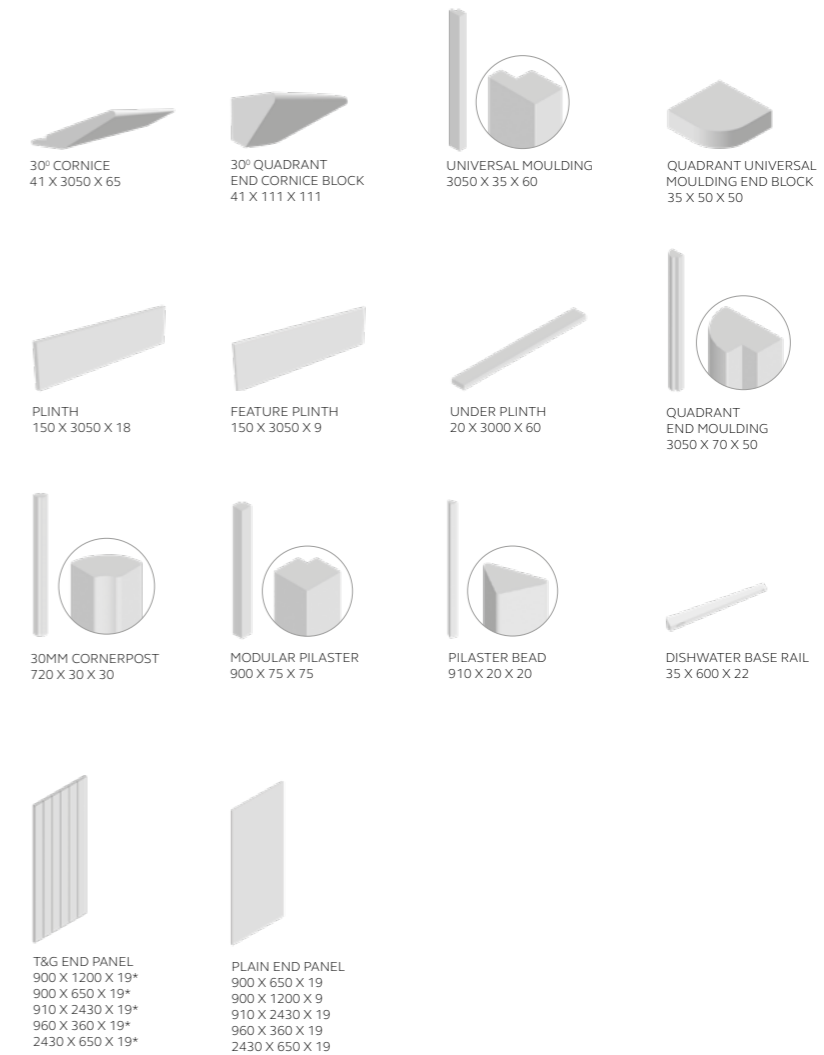 30º CORNICE
41 X 3050 X 65
30º QUADRANT
END CORNICE BLOCK
41 X 111 X 111
UNIVERSAL MOULDING
3050 X 35 X 60
QUADRANT UNIVERSAL
MOULDING END BLOCK
35 X 50 X 50
PLINTH
150 X 3050 X 18
FEATURE PLINTH
150 X 3050 X 9
UNDER PLINTH
20 X 3000 X 60
QUADRANT
END MOULDING
3050 X 70 X 50
30MM CORNERPOST
720 X 30 X 30
MODULAR PILASTER
900 X 75 X 75
PILASTER BEAD
910 X 20 X 20
DISHWATER BASE RAIL
35 X 600 X 22
T&G END PANEL
900 X 1200 X 19*
900 X 650 X 19*
910 X 2430 X 19*
960 X 360 X 19*
2430 X 650 X 19*
PLAIN END PANEL
900 X 650 X 19
900 X 1200 X 9
910 X 2430 X 19
960 X 360 X 19
2430 X 650 X 19